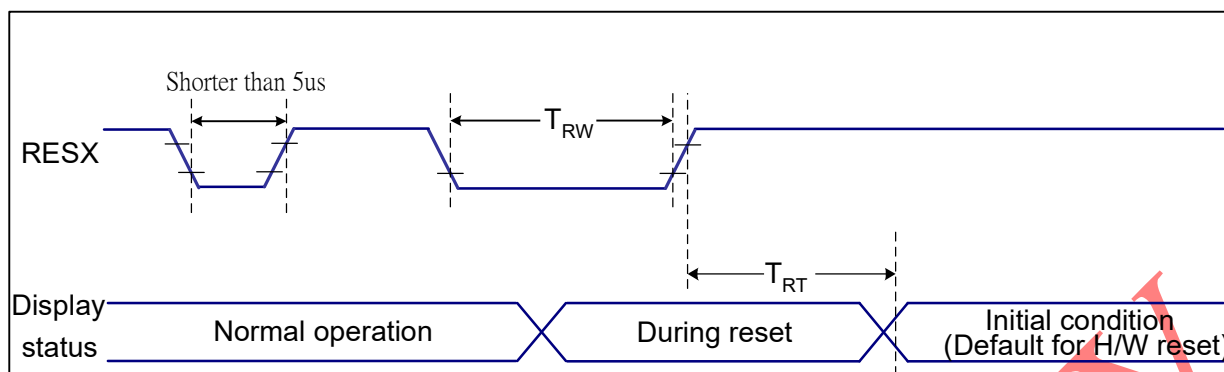 Shorter than 5us
RESX
TRW
TRT
Display
status
Normal operation
During reset
Initial condition
(Default for H/W reset)